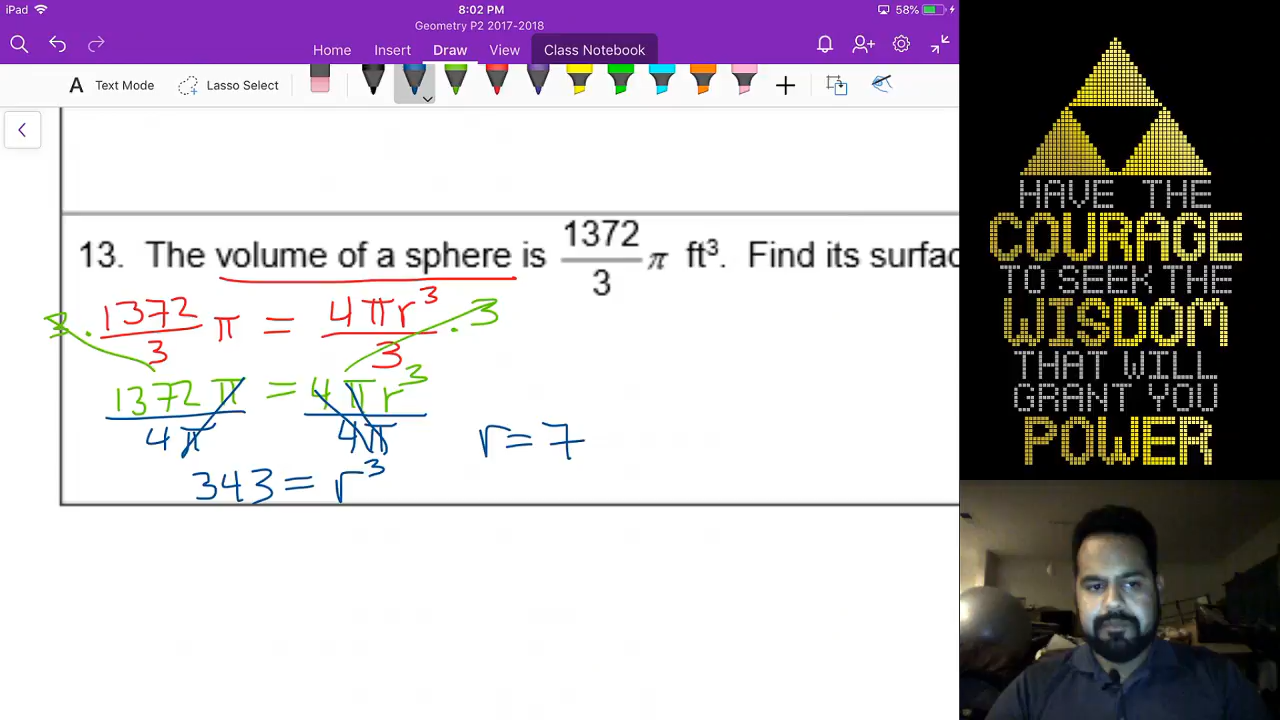 iPad
8:02 PM
58%
Geometry P2 2017-2018
Home Insert Draw View Class Notebook
A Text Mode Lasso Select
13. The volume of a sphere is 1372/3 π ft³. Find its surfac
3 · 1372/3 π = 4πr³/3 · 3
1372π/4π = 4πr³/4π
r = 7
343 = r³
HAVE THE
COURAGE
TO SEEK THE
WISDOM
THAT WILL
GRANT YOU
POWER